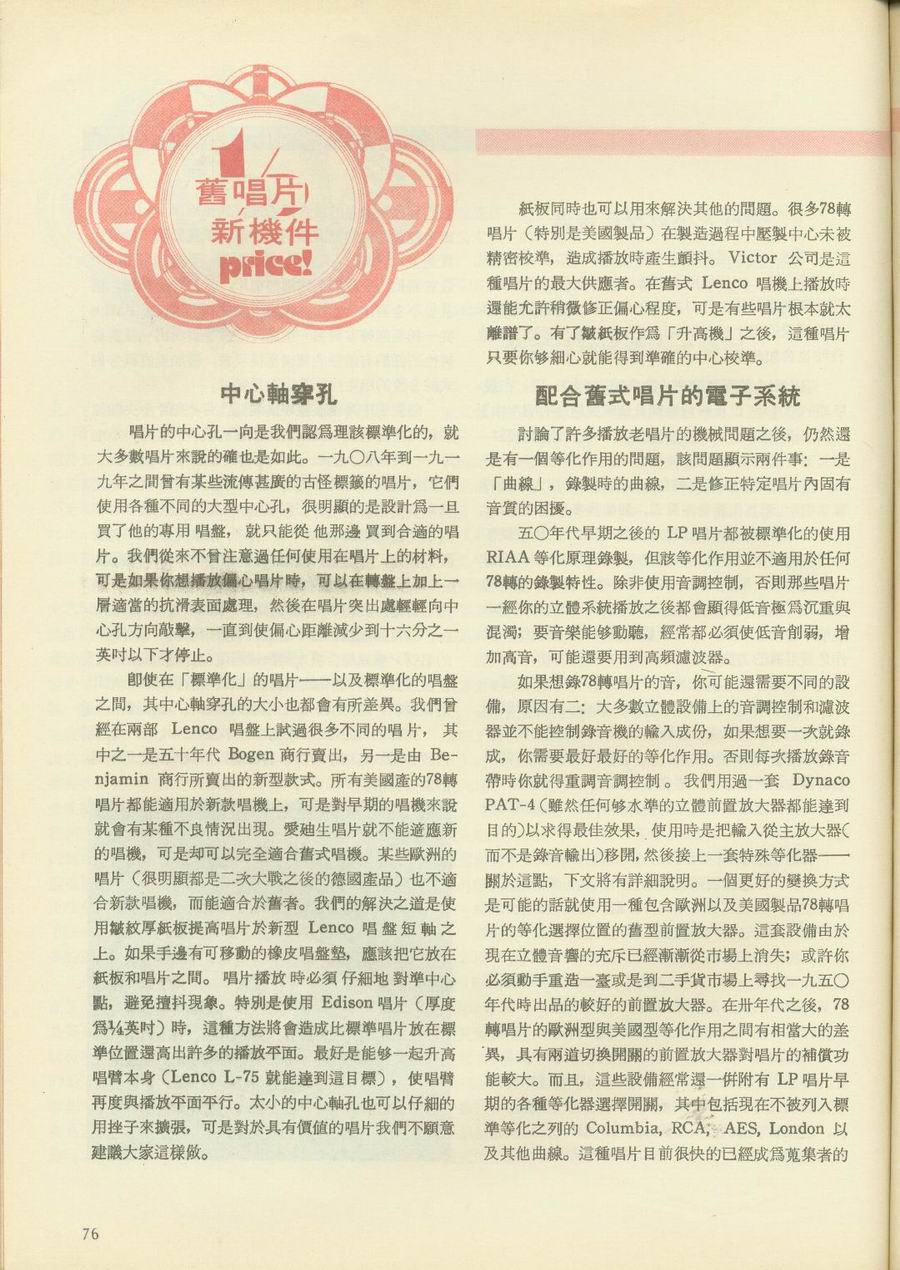 1/
舊唱片
新機件
price!
中心軸穿孔
唱片的中心孔一向是我們認爲理該標準化的，就
大多數唱片來說的確也是如此。一九〇八年到一九一
九年之間曾有某些流傳甚廣的古怪標籤的唱片，它們
使用各種不同的大型中心孔，很明顯的是設計爲一旦
買了他的專用唱盤，就只能從他那邊買到合適的唱
片。我們從來不曾注意過任何使用在唱片上的材料，
可是如果你想播放偏心唱片時，可以在轉盤上加上一
層適當的抗滑表面處理，然後在唱片突出處輕輕向中
心孔方向敲擊，一直到使偏心距離減少到十六分之一
英吋以下才停止。
卽使在「標準化」的唱片——以及標準化的唱盤
之間，其中心軸穿孔的大小也都會有所差異。我們曾
經在兩部 Lenco 唱盤上試過很多不同的唱片，其
中之一是五十年代 Bogen 商行賣出，另一是由 Be-
njamin 商行所賣出的新型款式。所有美國產的78轉
唱片都能適用於新款唱機上，可是對早期的唱機來說
就會有某種不良情況出現。愛廸生唱片就不能適應新
的唱機，可是却可以完全適合舊式唱機。某些歐洲的
唱片（很明顯都是二次大戰之後的德國產品）也不適
合新款唱機，而能適合於舊者。我們的解決之道是使
用皺紋厚紙板提高唱片於新型 Lenco 唱盤短軸之
上。如果手邊有可移動的橡皮唱盤墊，應該把它放在
紙板和唱片之間。唱片播放時必須仔細地對準中心
點，避免擅抖現象。特別是使用 Edison 唱片（厚度
爲¼英吋）時，這種方法將會造成比標準唱片放在標
準位置還高出許多的播放平面。最好是能够一起升高
唱臂本身（Lenco L-75 就能達到這目標），使唱臂
再度與播放平面平行。太小的中心軸孔也可以仔細的
用挫子來擴張，可是對於具有價值的唱片我們不願意
建議大家這樣做。
紙板同時也可以用來解決其他的問題。很多78轉
唱片（特別是美國製品）在製造過程中壓製中心未被
精密校準，造成播放時產生顫抖。Victor 公司是這
種唱片的最大供應者。在舊式 Lenco 唱機上播放時
還能允許稍微修正偏心程度，可是有些唱片根本就太
離譜了。有了皺紙板作爲「升高機」之後，這種唱片
只要你够細心就能得到準確的中心校準。
配合舊式唱片的電子系統
討論了許多播放老唱片的機械問題之後，仍然還
是有一個等化作用的問題，該問題顯示兩件事：一是
「曲線」，錄製時的曲線，二是修正特定唱片內固有
音質的困擾。
五〇年代早期之後的 LP 唱片都被標準化的使用
RIAA 等化原理錄製，但該等化作用並不適用於任何
78轉的錄製特性。除非使用音調控制，否則那些唱片
一經你的立體系統播放之後都會顯得低音極爲沉重與
混濁；要音樂能够動聽，經常都必須使低音削弱，增
加高音，可能還要用到高頻濾波器。
如果想錄78轉唱片的音，你可能還需要不同的設
備，原因有二：大多數立體設備上的音調控制和濾波
器並不能控制錄音機的輸入成份，如果想要一次就錄
成，你需要最好最好的等化作用。否則每次播放錄音
帶時你就得重調音調控制。我們用過一套 Dynaco
PAT-4（雖然任何够水準的立體前置放大器都能達到
目的）以求得最佳效果，使用時是把輸入從主放大器（
而不是錄音輸出）移開，然後接上一套特殊等化器——
關於這點，下文將有詳細說明。一個更好的變換方式
是可能的話就使用一種包含歐洲以及美國製品78轉唱
片的等化選擇位置的舊型前置放大器。這套設備由於
現在立體音響的充斥已經漸漸從市場上消失；或許你
必須動手重造一臺或是到二手貨市場上尋找一九五〇
年代時出品的較好的前置放大器。在卅年代之後，78
轉唱片的歐洲型與美國型等化作用之間有相當大的差
異，具有兩道切換開關的前置放大器對唱片的補償功
能較大。而且，這些設備經常還一併附有 LP 唱片早
期的各種等化器選擇開關，其中包括現在不被列入標
準等化之列的 Columbia, RCA, AES, London 以
及其他曲線。這種唱片目前很快的已經成爲蒐集者的
76